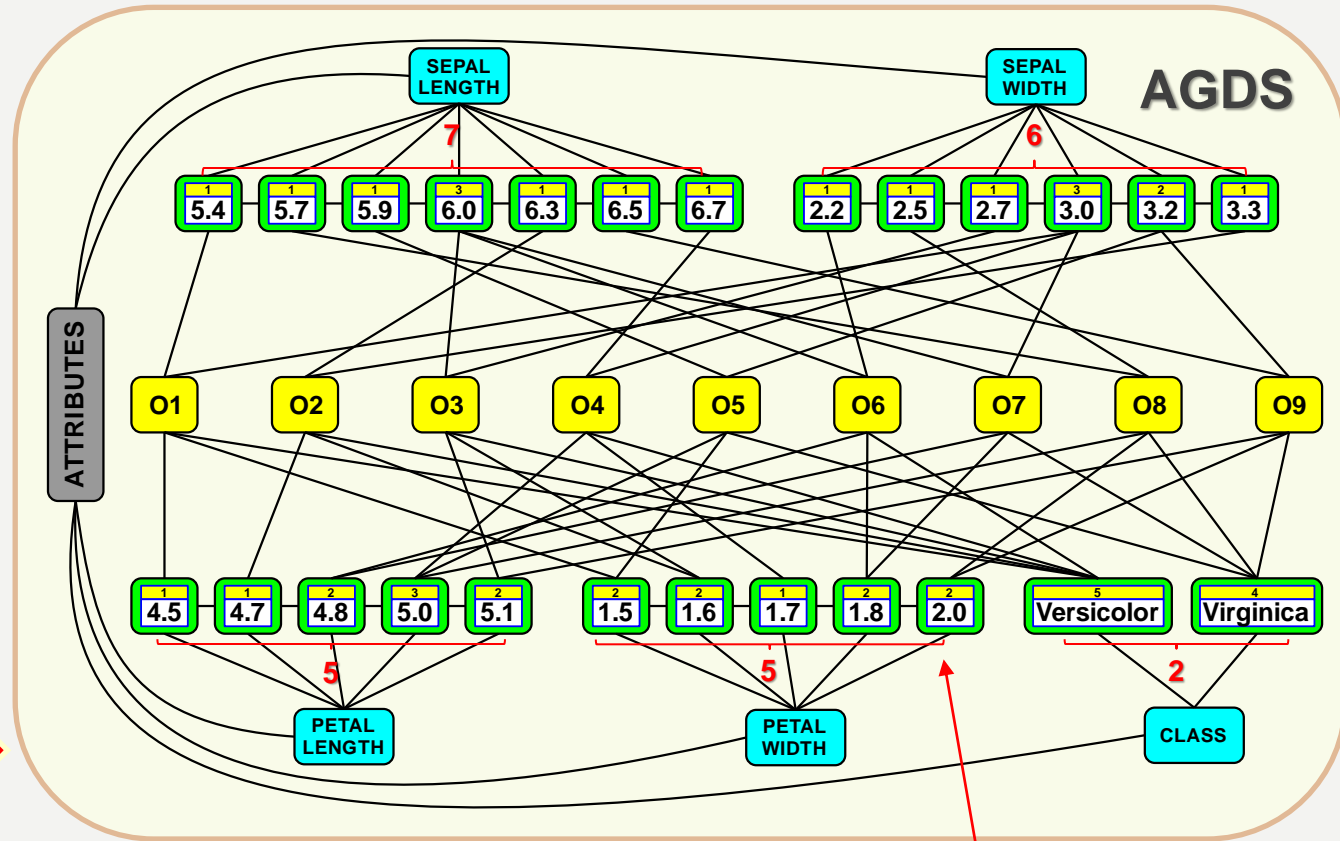 SEPAL
LENGTH
SEPAL
WIDTH
AGDS
7
6
1 1 1 3 1 1 1
5.4 5.7 5.9 6.0 6.3 6.5 6.7
1 1 1 3 2 1
2.2 2.5 2.7 3.0 3.2 3.3
ATTRIBUTES
O1 O2 O3 O4 O5 O6 O7 O8 O9
1 1 2 3 2
4.5 4.7 4.8 5.0 5.1
2 2 1 2 2
1.5 1.6 1.7 1.8 2.0
5 4
Versicolor Virginica
5
5
2
PETAL
LENGTH
PETAL
WIDTH
CLASS